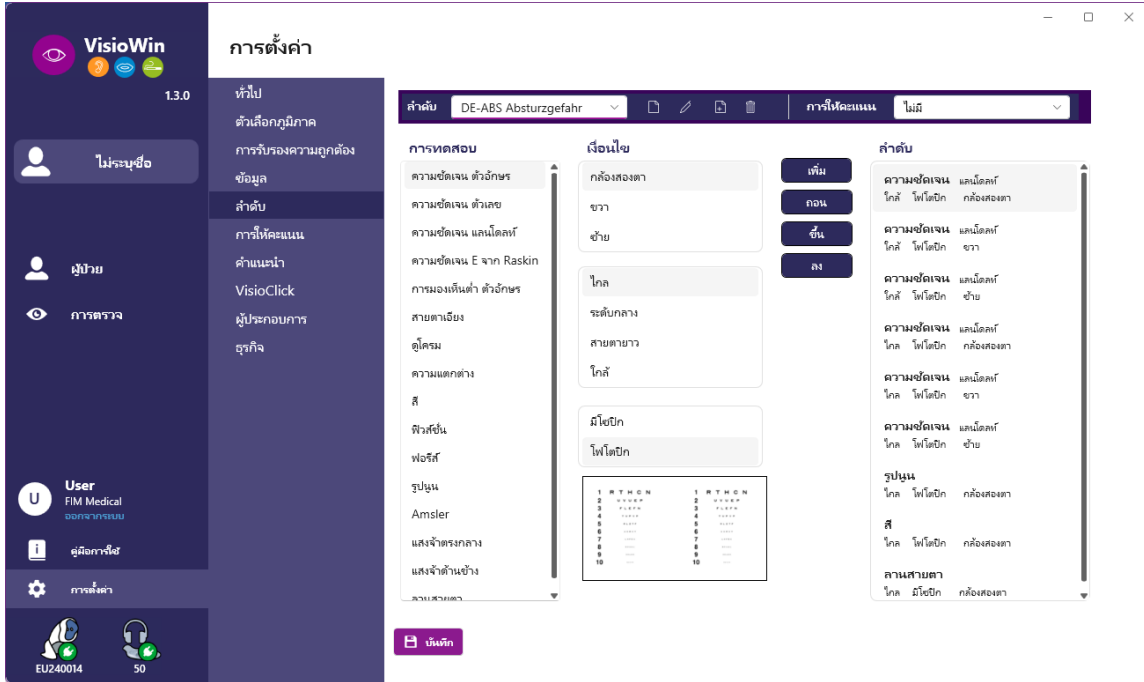 VisioWin
1.3.0
ไม่ระบุชื่อ
ผู้ป่วย
การตรวจ
U
User
FIM Medical
ออกจากระบบ
คู่มือการใช้
การตั้งค่า
EU240014
50
การตั้งค่า
ทั่วไป
ตัวเลือกภูมิภาค
การรับรองความถูกต้อง
ข้อมูล
ลำดับ
การให้คะแนน
คำแนะนำ
VisioClick
ผู้ประกอบการ
ธุรกิจ
ลำดับ DE-ABS Absturzgefahr การให้คะแนน ไม่มี
การทดสอบ
ความชัดเจน ตัวอักษร
ความชัดเจน ตัวเลข
ความชัดเจน แลนโดลท์
ความชัดเจน E จาก Raskin
การมองเห็นต่ำ ตัวอักษร
สายตาเอียง
ดูโครม
ความแตกต่าง
สี
ฟิวส์ชั่น
ฟอรีส์
รูปนูน
Amsler
แสงจ้าตรงกลาง
แสงจ้าด้านข้าง
ลานสายตา
เงื่อนไข
กล้องสองตา
ขวา
ซ้าย
ไกล
ระดับกลาง
สายตายาว
ใกล้
มีโซปิก
โฟโตปิก
1 R T H C N 1 R T H C N
2 2
3 3
4 4
5 5
6 6
7 7
8 8
9 9
10 10
เพิ่ม
ถอน
ขึ้น
ลง
ลำดับ
ความชัดเจน แลนโดลท์
ใกล้ โฟโตปิก กล้องสองตา
ความชัดเจน แลนโดลท์
ใกล้ โฟโตปิก ขวา
ความชัดเจน แลนโดลท์
ใกล้ โฟโตปิก ซ้าย
ความชัดเจน แลนโดลท์
ไกล โฟโตปิก กล้องสองตา
ความชัดเจน แลนโดลท์
ไกล โฟโตปิก ขวา
ความชัดเจน แลนโดลท์
ไกล โฟโตปิก ซ้าย
รูปนูน
ไกล โฟโตปิก กล้องสองตา
สี
ไกล โฟโตปิก กล้องสองตา
ลานสายตา
ไกล มีโซปิก กล้องสองตา
บันทึก